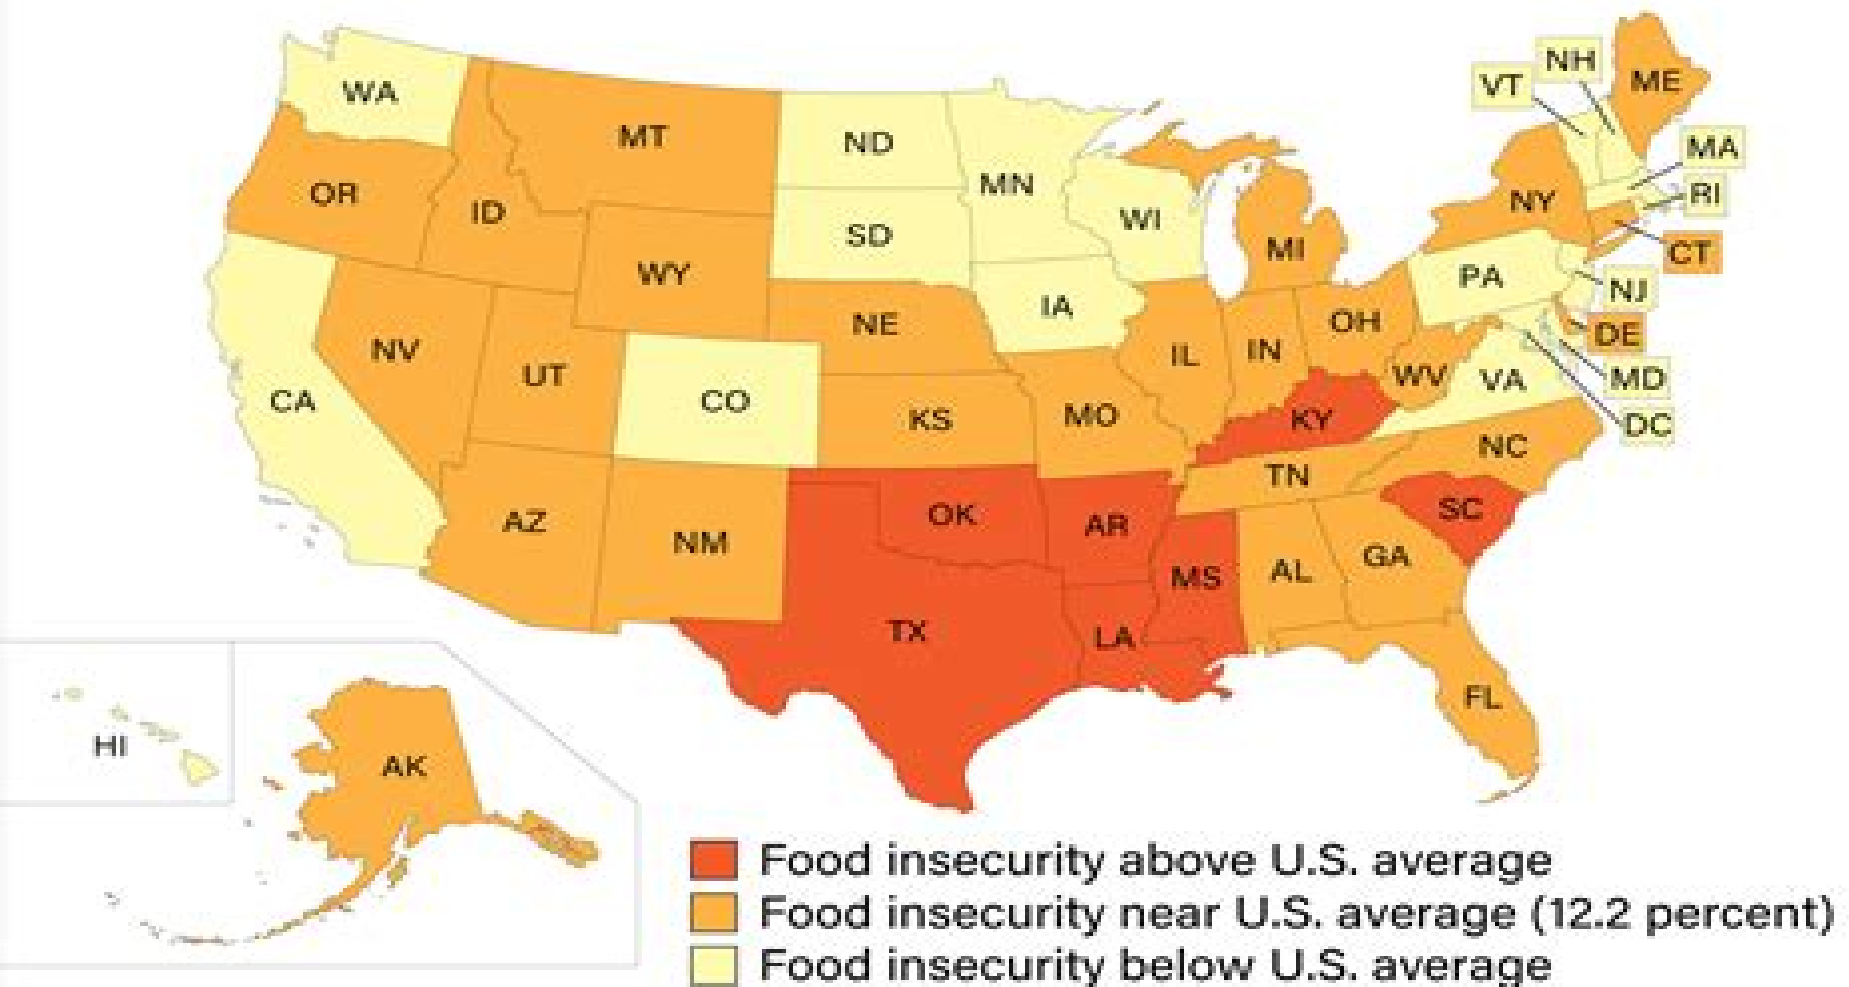 NH
ME
VT
WA
MT
ND
MN
MA
OR
ID
SD
WI
NY
RI
MI
CT
WY
PA
NJ
NE
IA
OH
DE
NV
UT
IL
IN
WV
VA
MD
CA
CO
KS
MO
KY
DC
NC
TN
AZ
NM
OK
AR
SC
MS
AL
GA
TX
LA
FL
HI
AK
Food insecurity above U.S. average
Food insecurity near U.S. average (12.2 percent)
Food insecurity below U.S. average